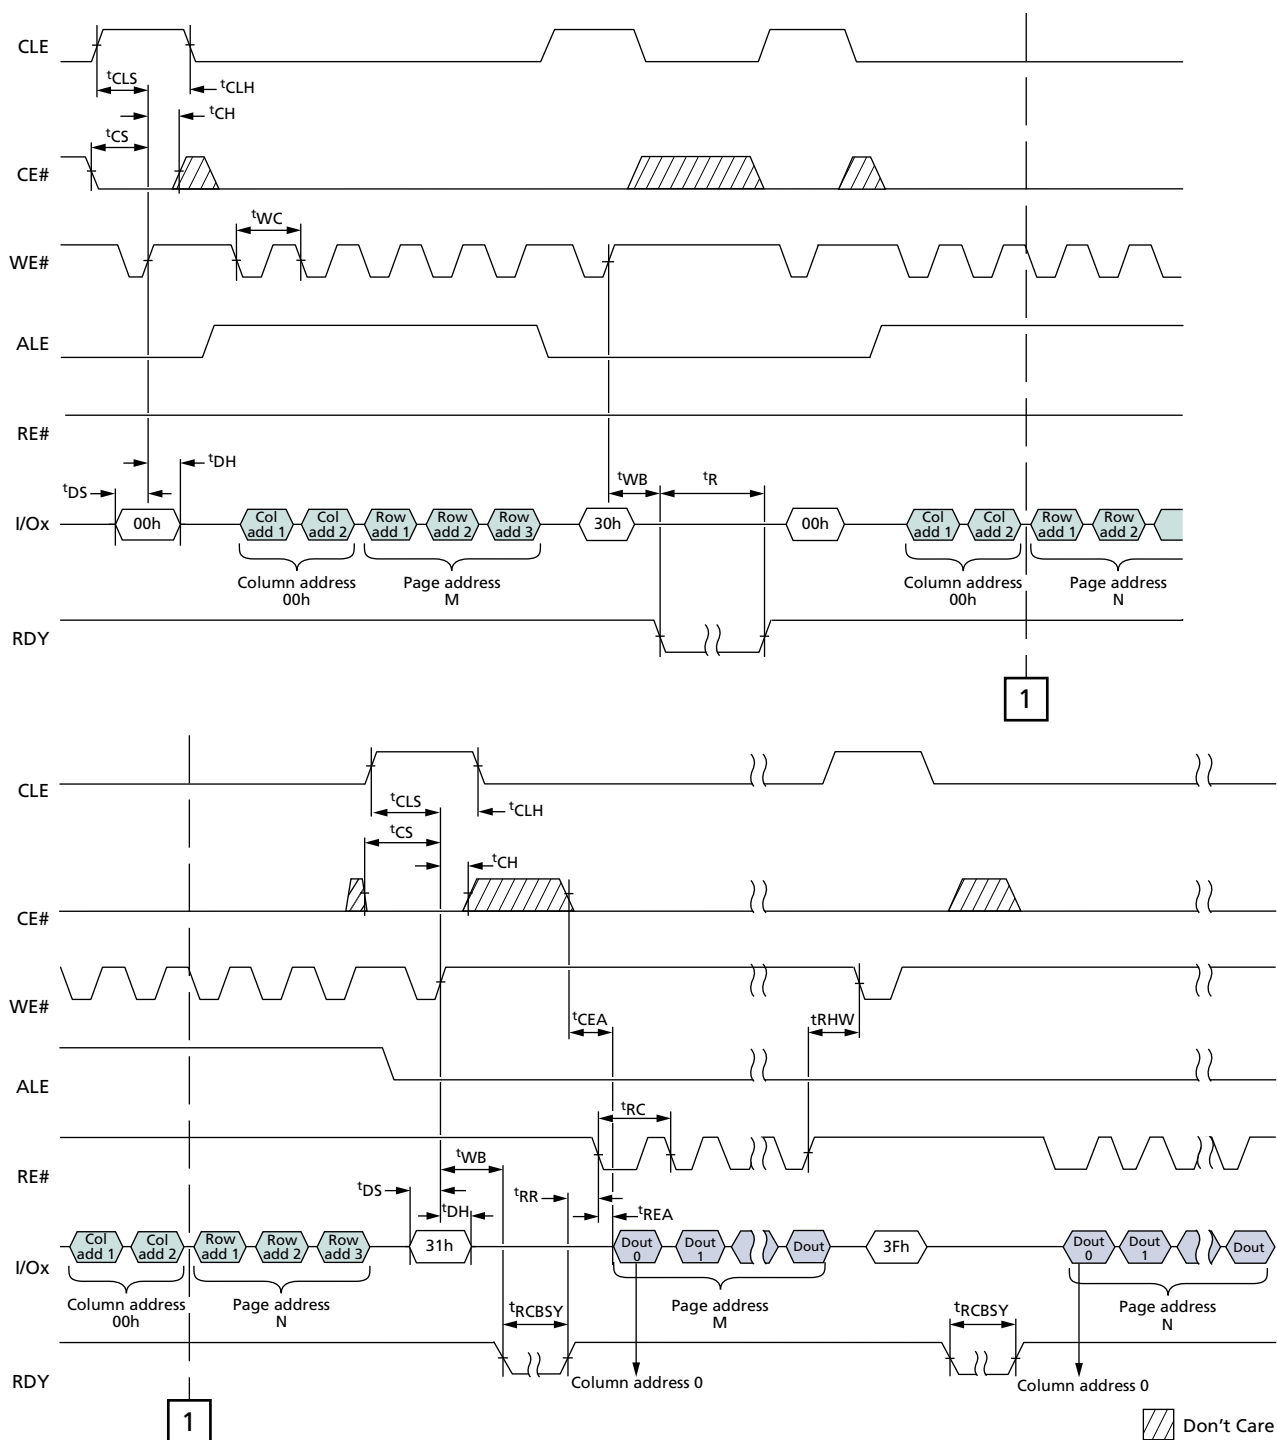 CLE
tCLS
tCLH
tCH
tCS
CE#
tWC
WE#
ALE
RE#
tDH
tDS
tWB
tR
I/Ox
00h
Col add 1
Col add 2
Row add 1
Row add 2
Row add 3
30h
00h
Col add 1
Col add 2
Row add 1
Row add 2
Column address
00h
Page address
M
Column address
00h
Page address
N
RDY
1
CLE
tCLS
tCLH
tCS
tCH
CE#
WE#
tCEA
tRHW
ALE
tRC
RE#
tWB
tDS
tDH
tRR
tREA
I/Ox
Col add 1
Col add 2
Row add 1
Row add 2
Row add 3
31h
Dout 0
Dout 1
Dout
3Fh
Dout 0
Dout 1
Dout
Column address
00h
Page address
N
tRCBSY
Page address
M
tRCBSY
Page address
N
RDY
Column address 0
Column address 0
1
Don't Care